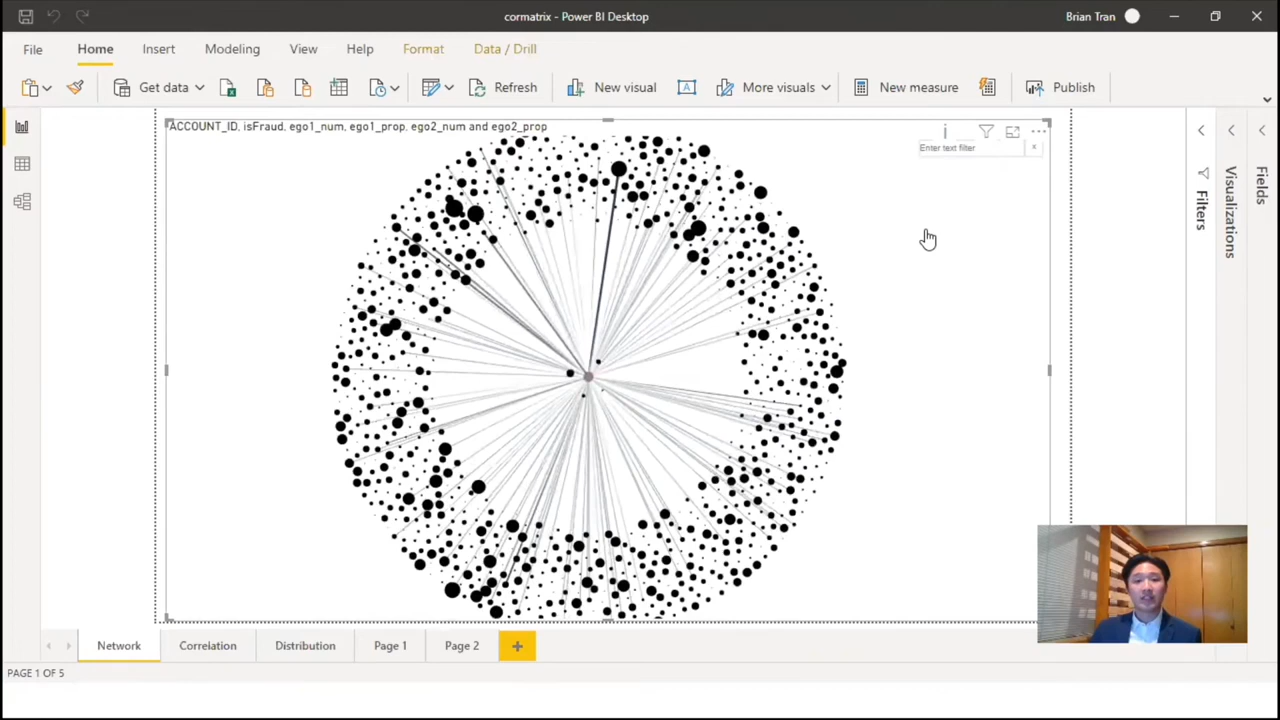 cormatrix - Power BI Desktop
Brian Tran
File
Home
Insert
Modeling
View
Help
Format
Data / Drill
Get data
Refresh
New visual
A
More visuals
New measure
Publish
ACCOUNT_ID, isFraud, ego1_num, ego1_prop, ego2_num and ego2_prop
Enter text filter
x
Filters
Visualizations
Fields
Network
Correlation
Distribution
Page 1
Page 2
+
PAGE 1 OF 5